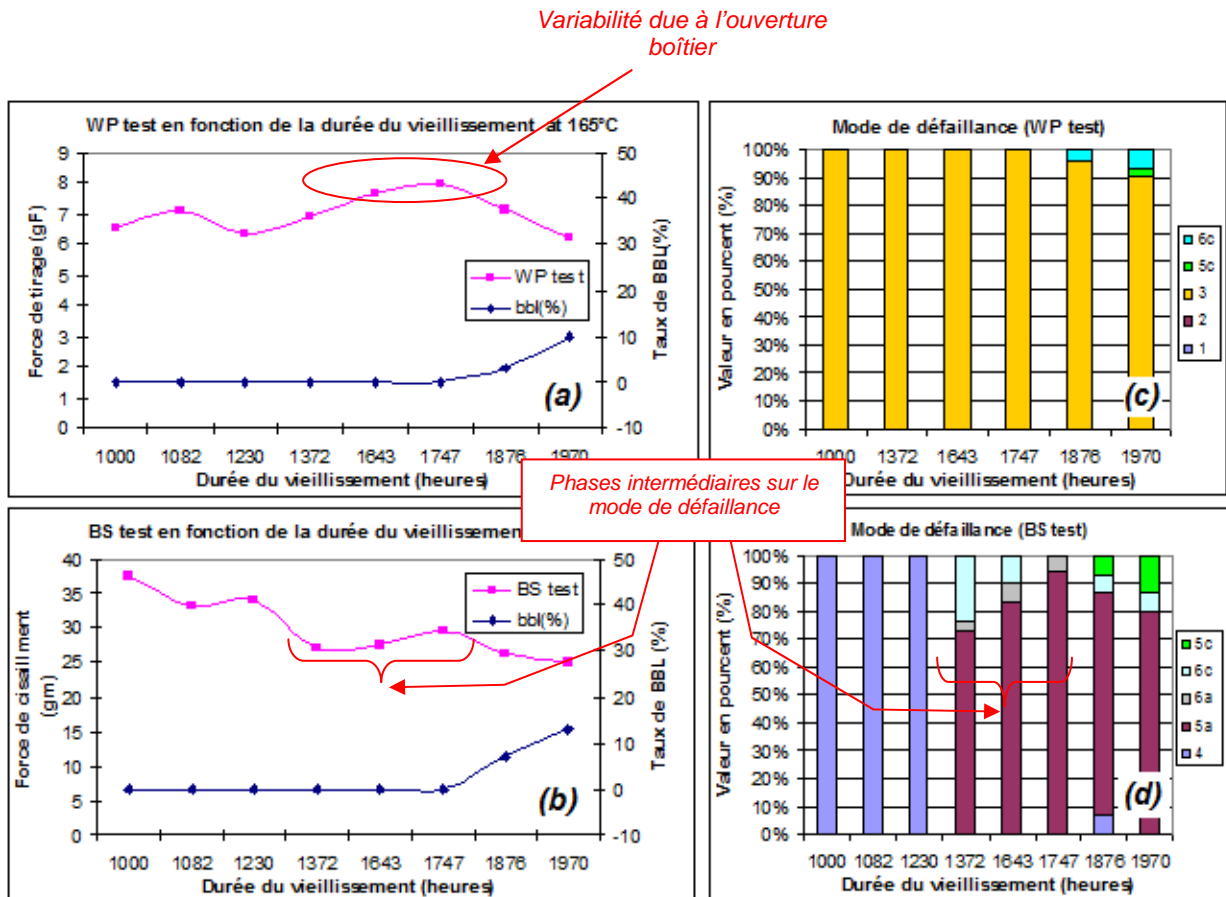 Variabilité due à l'ouverture
boîtier
WP test en fonction de la durée du vieillissement at 165°C
9
8
7
6
5
4
3
2
1
0
Force de tirage (gF)
50
40
30
20
10
0
-10
Taux de BBL(%)
WP test
bbl(%)
(a)
1000 1082 1230 1372 1643 1747 1876 1970
Durée du vieillissement (heures)
Mode de défaillance (WP test)
100%
90%
80%
70%
60%
50%
40%
30%
20%
10%
0%
Valeur en pourcent (%)
6c
5c
3
2
1
(c)
1000 1372 1643 1747 1876 1970
Durée du vieillissement (heures)
Phases intermédiaires sur le
mode de défaillance
BS test en fonction de la durée du vieillissement
40
35
30
25
20
15
10
5
0
Force de cisaillment
(gm)
50
40
30
20
10
0
-10
Taux de BBL (%)
BS test
bbl(%)
(b)
1000 1082 1230 1372 1643 1747 1876 1970
Durée du vieillissement (heures)
Mode de défaillance (BS test)
100%
90%
80%
70%
60%
50%
40%
30%
20%
10%
0%
Valeur en pourcent (%)
5c
6c
6a
5a
4
(d)
1000 1082 1230 1372 1643 1747 1876 1970
Durée du vieillissement (heures)